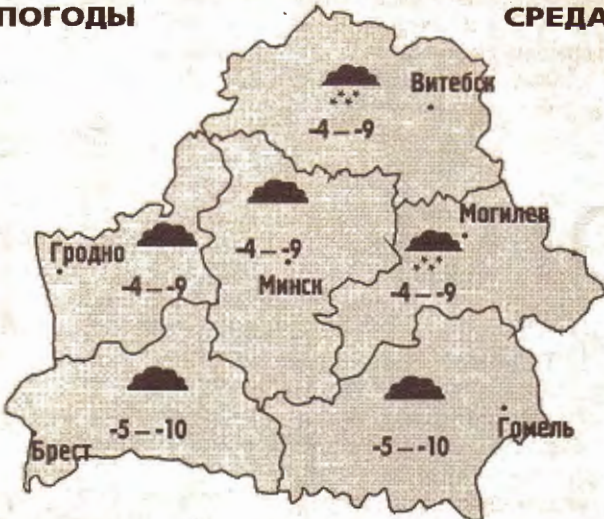 ПОГОДЫ
СРЕДА
Витебск
-4 – -9
Могилев
Гродно
-4 – -9
Минск
-4 – -9
-4 – -9
Брест
-5 – -10
-5 – -10
Гомель